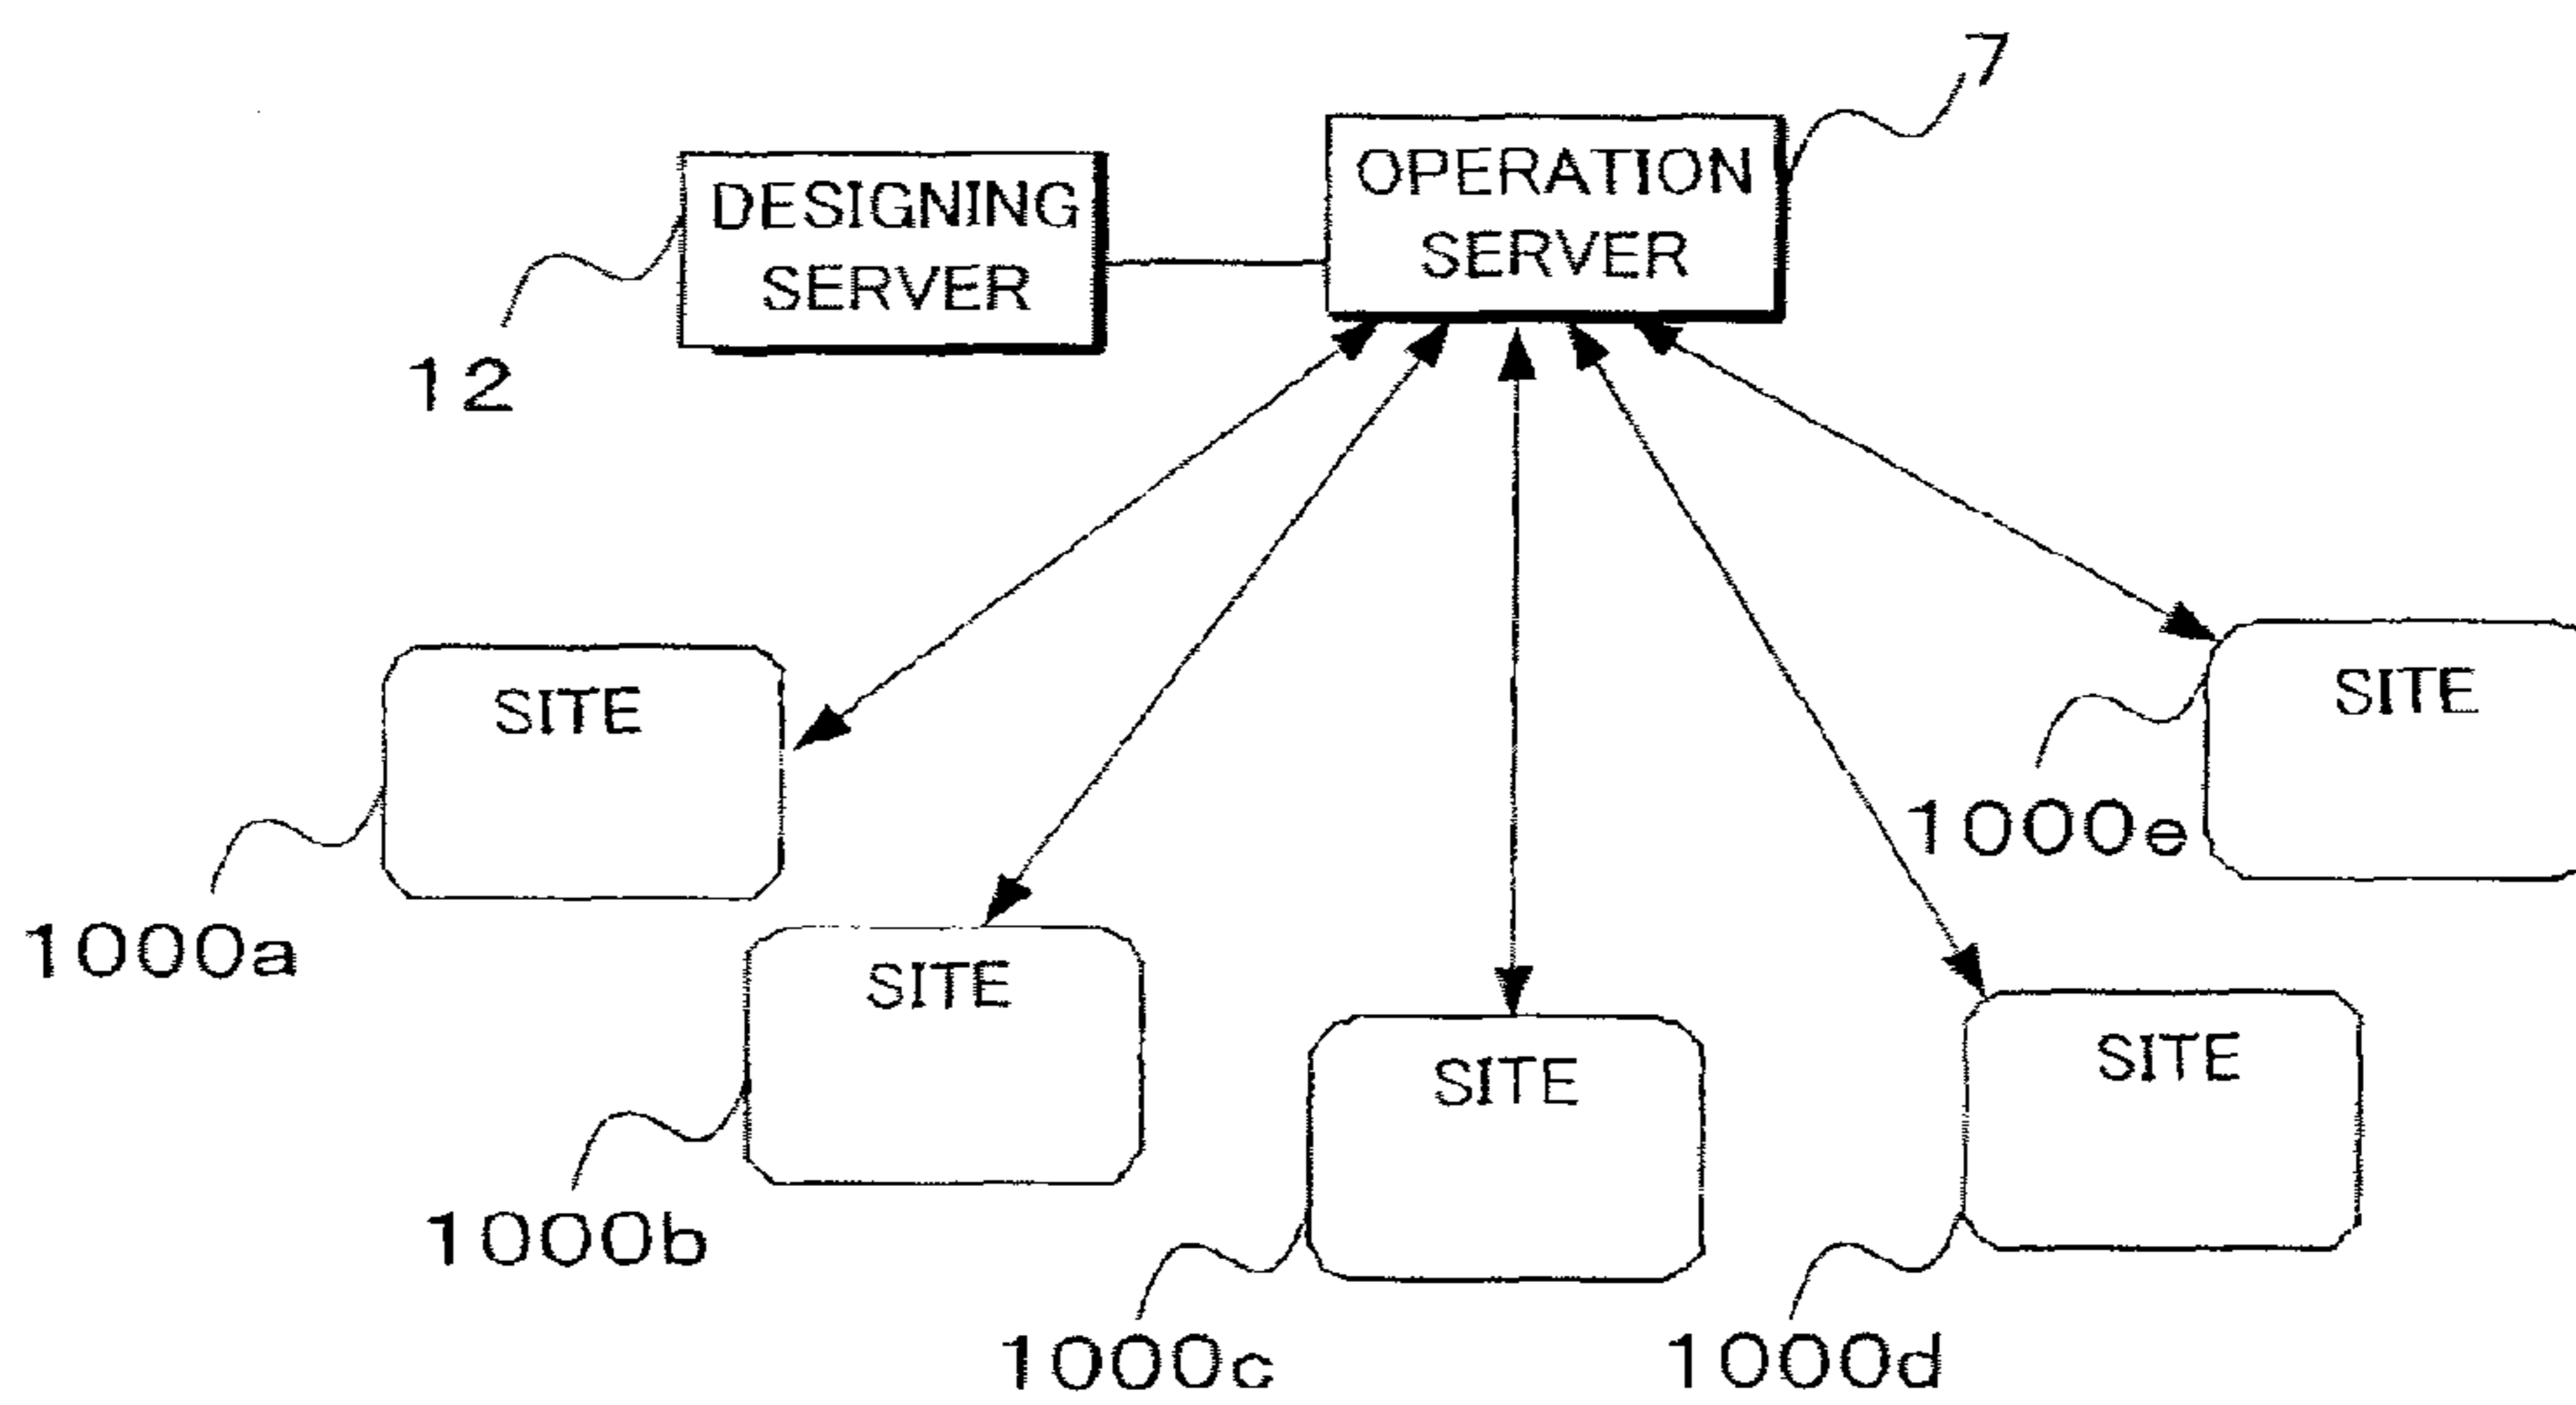 7
DESIGNING
SERVER
OPERATION
SERVER
12
SITE
1000a
SITE
1000b
SITE
1000c
SITE
1000d
SITE
1000e